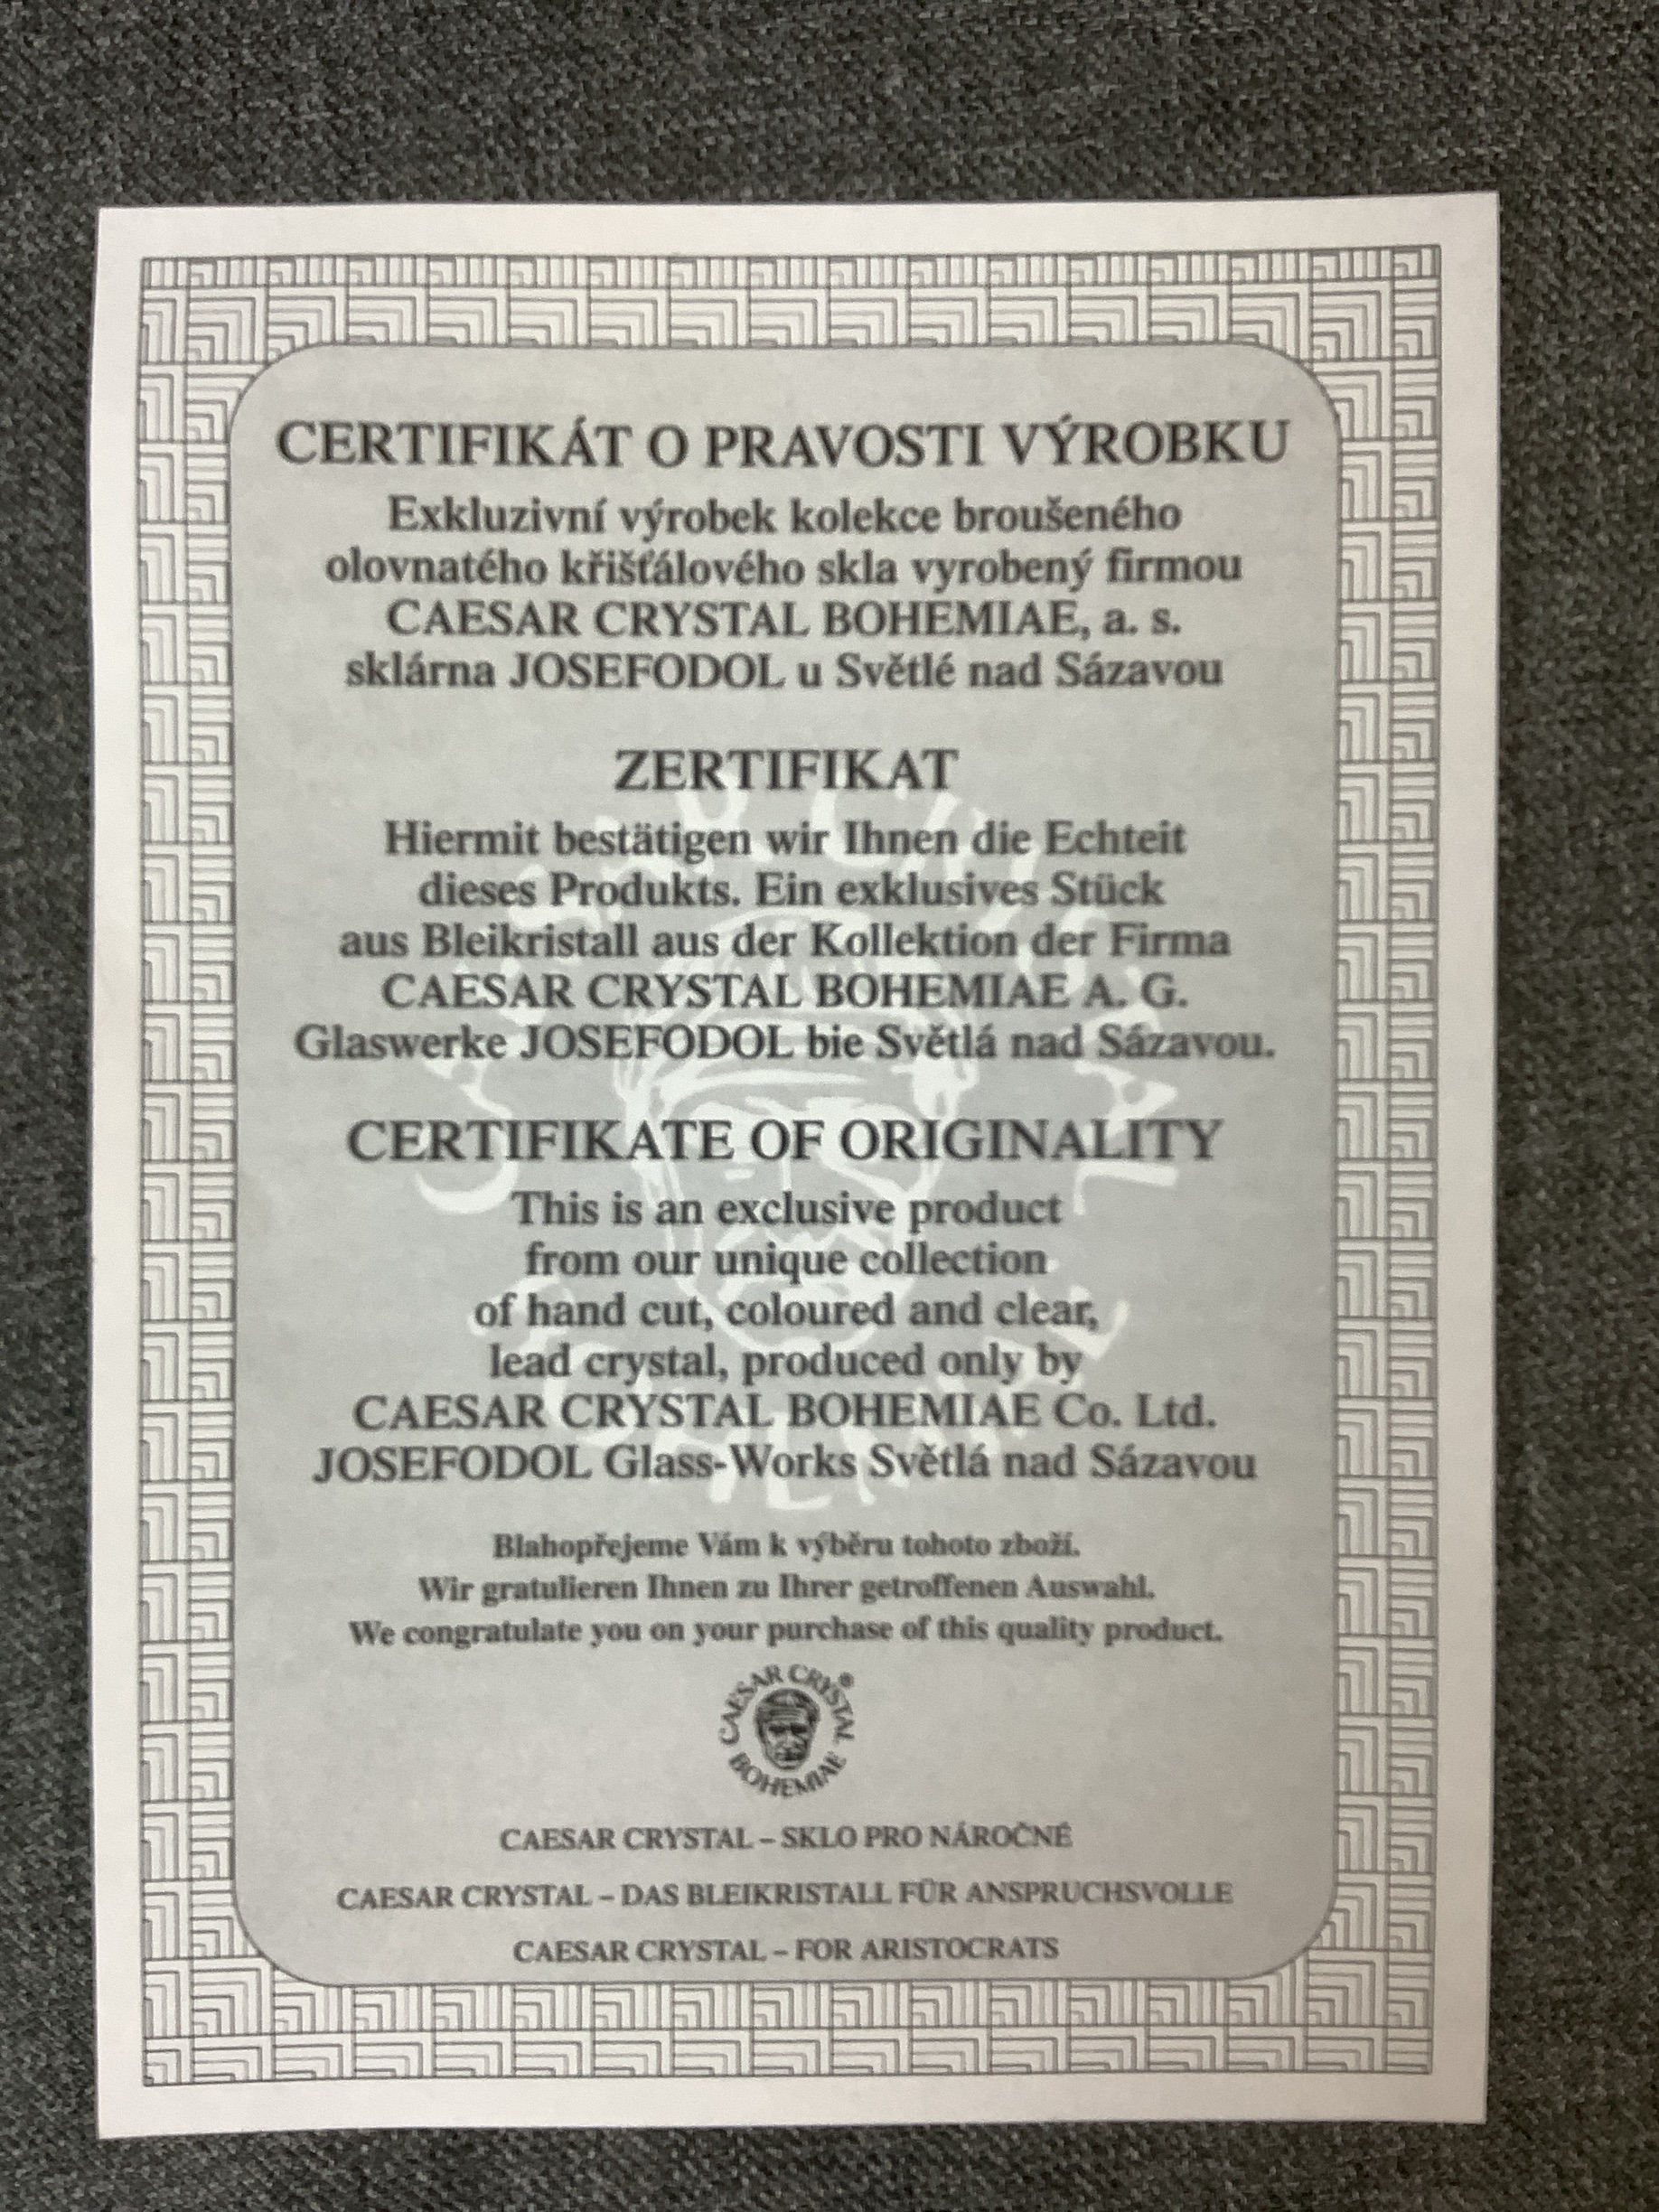 CERTIFIKÁT O PRAVOSTI VÝROBKU
Exkluzivní výrobek kolekce broušeného
olovnatého křišťálového skla vyrobený firmou
CAESAR CRYSTAL BOHEMIAE, a. s.
sklárna JOSEFODOL u Světlé nad Sázavou
ZERTIFIKAT
Hiermit bestätigen wir Ihnen die Echteit
dieses Produkts. Ein exklusives Stück
aus Bleikristall aus der Kollektion der Firma
CAESAR CRYSTAL BOHEMIAE A. G.
Glaswerke JOSEFODOL bie Světlá nad Sázavou.
CERTIFIKATE OF ORIGINALITY
This is an exclusive product
from our unique collection
of hand cut, coloured and clear,
lead crystal, produced only by
CAESAR CRYSTAL BOHEMIAE Co. Ltd.
JOSEFODOL Glass-Works Světlá nad Sázavou
Blahopřejeme Vám k výběru tohoto zboží.
Wir gratulieren Ihnen zu Ihrer getroffenen Auswahl.
We congratulate you on your purchase of this quality product.
CAESAR CRYSTAL®
BOHEMIAE
CAESAR CRYSTAL – SKLO PRO NÁROČNÉ
CAESAR CRYSTAL – DAS BLEIKRISTALL FÜR ANSPRUCHSVOLLE
CAESAR CRYSTAL – FOR ARISTOCRATS